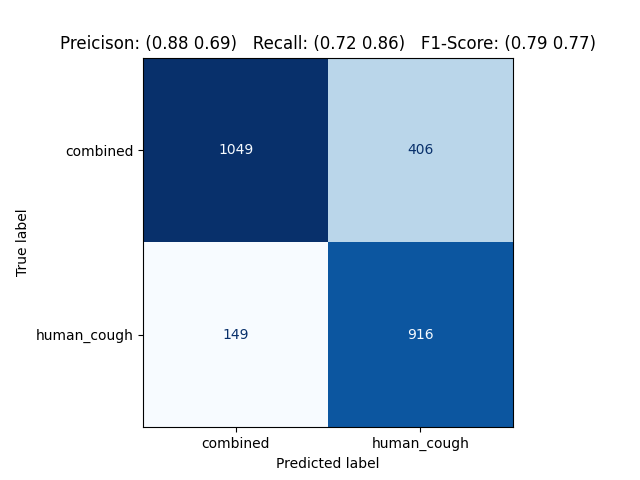 Preicison: (0.88 0.69)   Recall: (0.72 0.86)   F1-Score: (0.79 0.77)
combined
1049
406
True label
human_cough
149
916
combined
human_cough
Predicted label